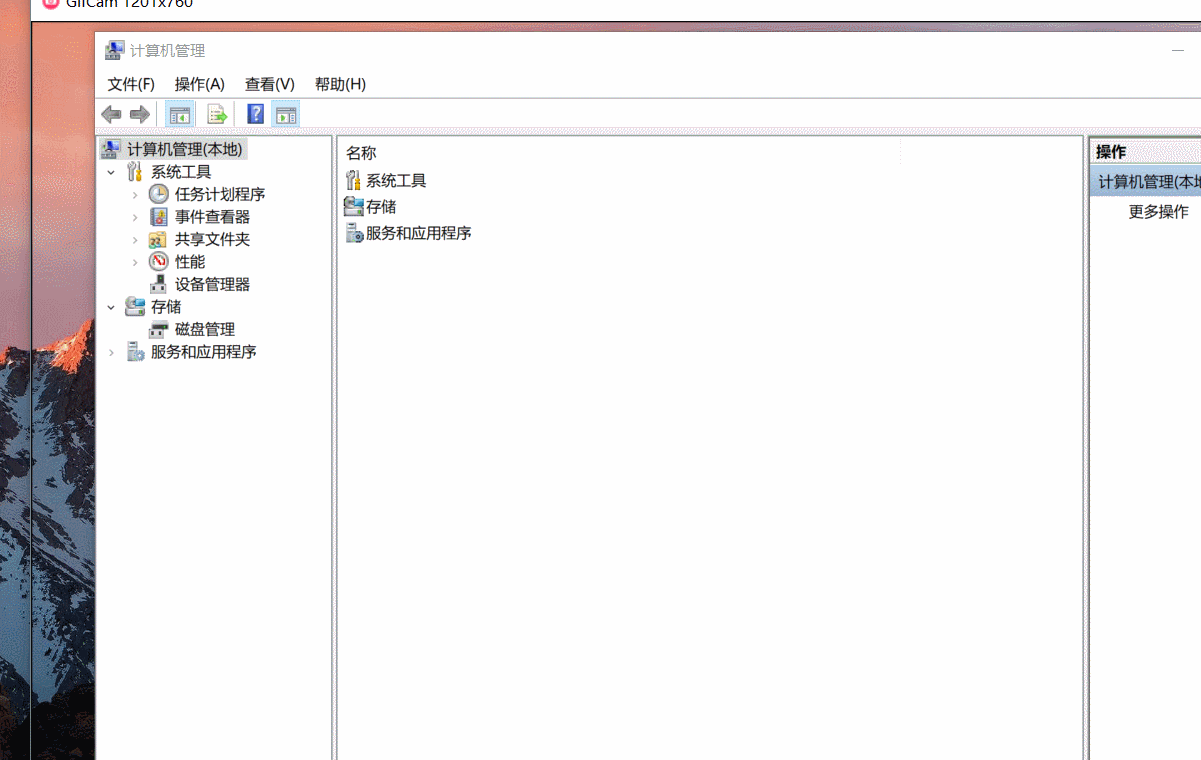 GifCam 1201x760
计算机管理
文件(F) 操作(A) 查看(V) 帮助(H)
计算机管理(本地)
系统工具
任务计划程序
事件查看器
共享文件夹
性能
设备管理器
存储
磁盘管理
服务和应用程序
名称
系统工具
存储
服务和应用程序
操作
计算机管理(本地
更多操作